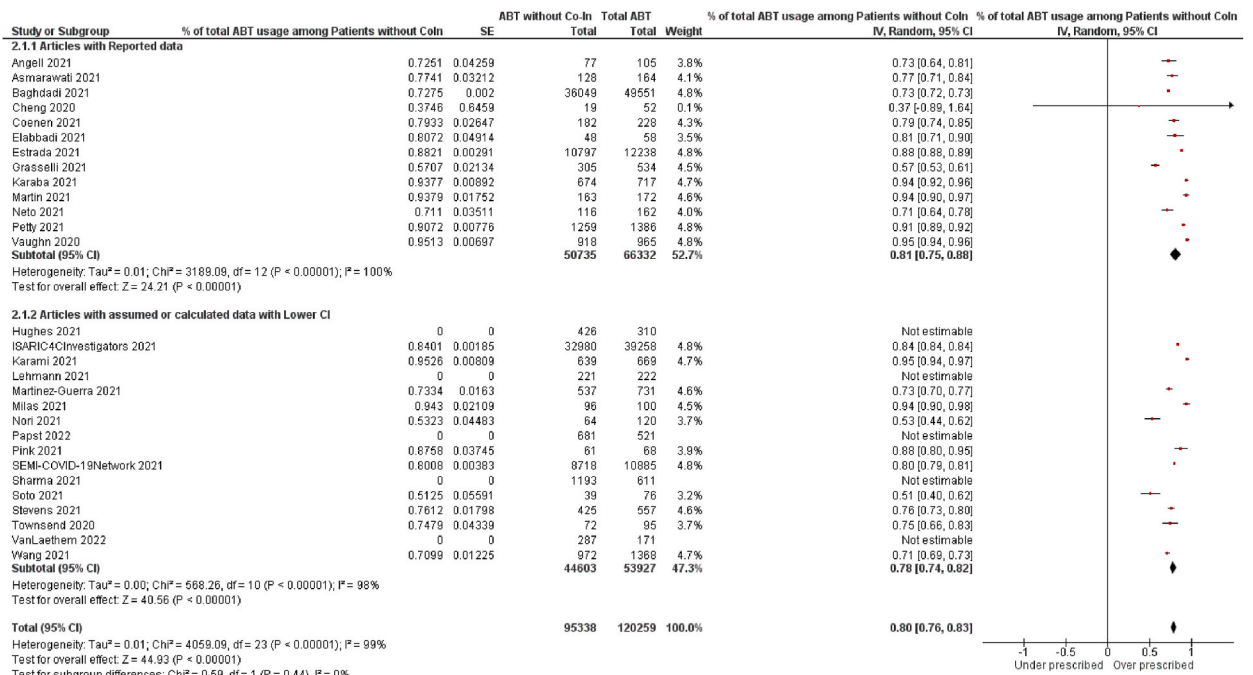 ABT without Co-In Total ABT % of total ABT usage among Patients without CoIn % of total ABT usage among Patients without CoIn
Study or Subgroup % of total ABT usage among Patients without CoIn SE Total Total Weight IV, Random, 95% CI IV, Random, 95% CI
2.1.1 Articles with Reported data
Angell 2021 0.7251 0.04259 77 105 3.8% 0.73 [0.64, 0.81]
Asmarawati 2021 0.7741 0.03212 128 164 4.1% 0.77 [0.71, 0.84]
Baghdadi 2021 0.7275 0.002 36049 49551 4.8% 0.73 [0.72, 0.73]
Cheng 2020 0.3746 0.6459 19 52 0.1% 0.37 [-0.89, 1.64]
Coenen 2021 0.7933 0.02647 182 228 4.3% 0.79 [0.74, 0.85]
Elabbadi 2021 0.8072 0.04914 48 58 3.5% 0.81 [0.71, 0.90]
Estrada 2021 0.8821 0.00291 10797 12238 4.8% 0.88 [0.88, 0.89]
Grasselli 2021 0.5707 0.02134 305 534 4.5% 0.57 [0.53, 0.61]
Karaba 2021 0.9377 0.00892 674 717 4.7% 0.94 [0.92, 0.96]
Martin 2021 0.9379 0.01752 163 172 4.6% 0.94 [0.90, 0.97]
Neto 2021 0.711 0.03511 116 162 4.0% 0.71 [0.64, 0.78]
Petty 2021 0.9072 0.00776 1259 1386 4.8% 0.91 [0.89, 0.92]
Vaughn 2020 0.9513 0.00697 918 965 4.8% 0.95 [0.94, 0.96]
Subtotal (95% CI) 50735 66332 52.7% 0.81 [0.75, 0.88]
Heterogeneity: Tau² = 0.01; Chi² = 3189.09, df = 12 (P < 0.00001); I² = 100%
Test for overall effect: Z = 24.21 (P < 0.00001)
2.1.2 Articles with assumed or calculated data with Lower CI
Hughes 2021 0 0 426 310 Not estimable
ISARIC4CInvestigators 2021 0.8401 0.00185 32980 39258 4.8% 0.84 [0.84, 0.84]
Karami 2021 0.9526 0.00809 639 669 4.7% 0.95 [0.94, 0.97]
Lehmann 2021 0 0 221 222 Not estimable
Martinez-Guerra 2021 0.7334 0.0163 537 731 4.6% 0.73 [0.70, 0.77]
Milas 2021 0.943 0.02109 96 100 4.5% 0.94 [0.90, 0.98]
Nori 2021 0.5323 0.04483 64 120 3.7% 0.53 [0.44, 0.62]
Papst 2022 0 0 681 521 Not estimable
Pink 2021 0.8758 0.03745 61 68 3.9% 0.88 [0.80, 0.95]
SEMI-COVID-19Network 2021 0.8008 0.00383 8718 10885 4.8% 0.80 [0.79, 0.81]
Sharma 2021 0 0 1193 611 Not estimable
Soto 2021 0.5125 0.05591 39 76 3.2% 0.51 [0.40, 0.62]
Stevens 2021 0.7612 0.01798 425 557 4.6% 0.76 [0.73, 0.80]
Townsend 2020 0.7479 0.04339 72 95 3.7% 0.75 [0.66, 0.83]
VanLaethem 2022 0 0 287 171 Not estimable
Wang 2021 0.7099 0.01225 972 1368 4.7% 0.71 [0.69, 0.73]
Subtotal (95% CI) 44603 53927 47.3% 0.78 [0.74, 0.82]
Heterogeneity: Tau² = 0.00; Chi² = 568.26, df = 10 (P < 0.00001); I² = 98%
Test for overall effect: Z = 40.56 (P < 0.00001)
Total (95% CI) 95338 120259 100.0% 0.80 [0.76, 0.83]
Heterogeneity: Tau² = 0.01; Chi² = 4059.09, df = 23 (P < 0.00001); I² = 99%
Test for overall effect: Z = 44.93 (P < 0.00001)
Test for subgroup differences: Chi² = 0.59, df = 1 (P = 0.44), I² = 0%
-1 -0.5 0 0.5 1
Under prescribed Over prescribed